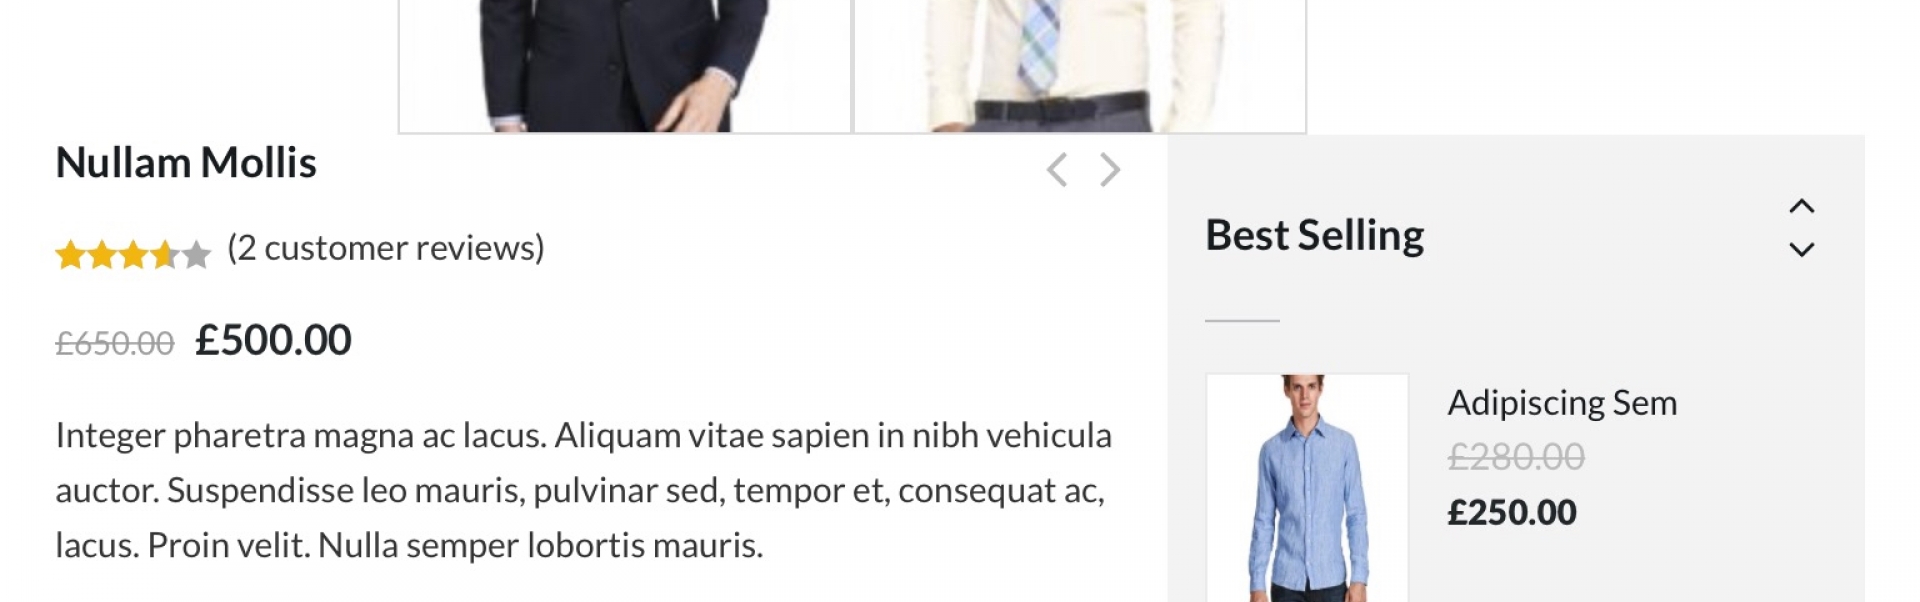 Nullam Mollis
(2 customer reviews)
£650.00 £500.00
Integer pharetra magna ac lacus. Aliquam vitae sapien in nibh vehicula
auctor. Suspendisse leo mauris, pulvinar sed, tempor et, consequat ac,
lacus. Proin velit. Nulla semper lobortis mauris.
Best Selling
Adipiscing Sem
£280.00
£250.00